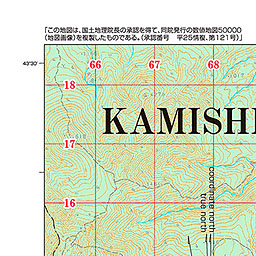 「この地図は、国土地理院長の承認を得て、同院発行の数値地図50000
(地図画像)を複製したものである。(承認番号　平25情複、第121号)」
66 67 68
43°30'
18
KAMISHI
17
16
coordinate north
true north